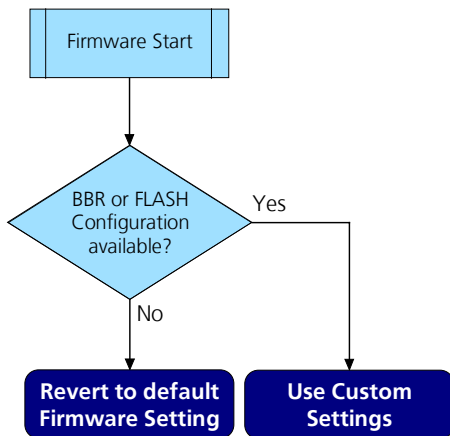 Firmware Start
BBR or FLASH
Configuration
available?
Yes
No
Revert to default
Firmware Setting
Use Custom
Settings